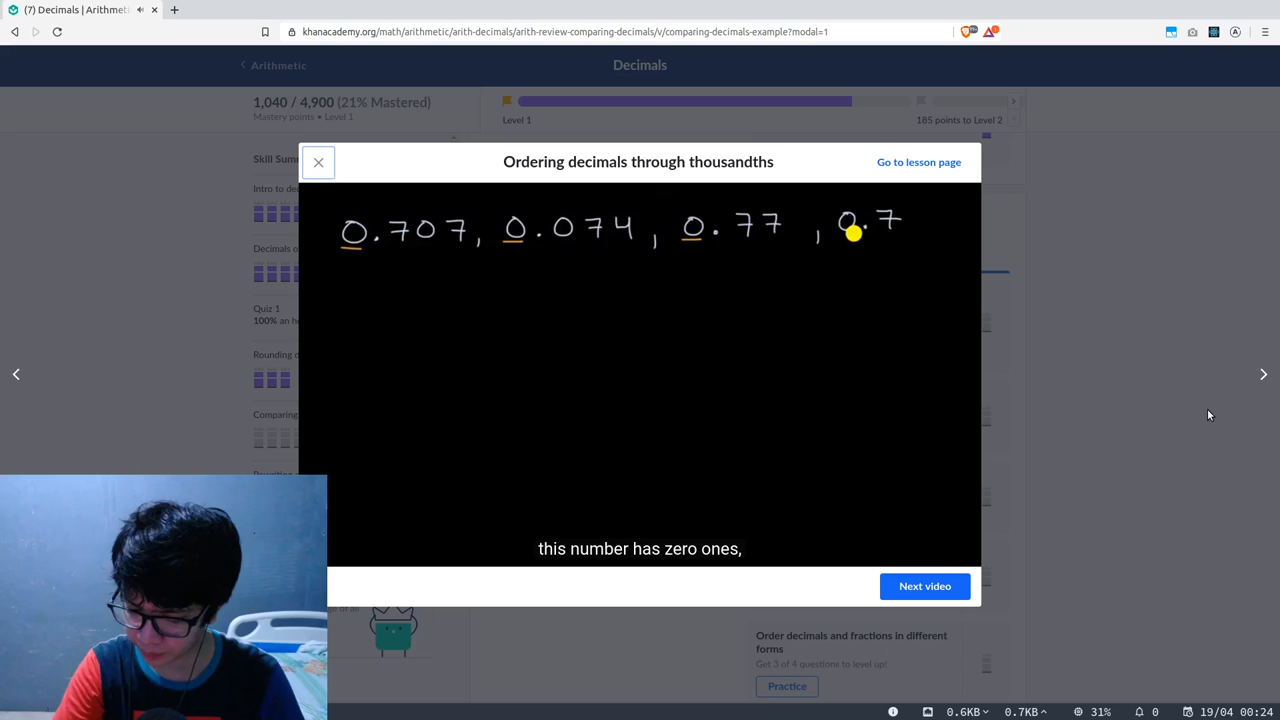 (7) Decimals | Arithmeti
khanacademy.org/math/arithmetic/arith-decimals/arith-review-comparing-decimals/v/comparing-decimals-example?modal=1
Arithmetic
Decimals
1,040 / 4,900 (21% Mastered)
Mastery points • Level 1
Level 1
185 points to Level 2
Skill Sum
Intro to de
Decimals o
Quiz 1
100% an h
Rounding d
Comparing
Ordering decimals through thousandths
Go to lesson page
0.707, 0.074, 0.77, 0.7
this number has zero ones,
Next video
Order decimals and fractions in different
forms
Get 3 of 4 questions to level up!
Practice
0.6KB
0.7KB
31%
0
19/04 00:24